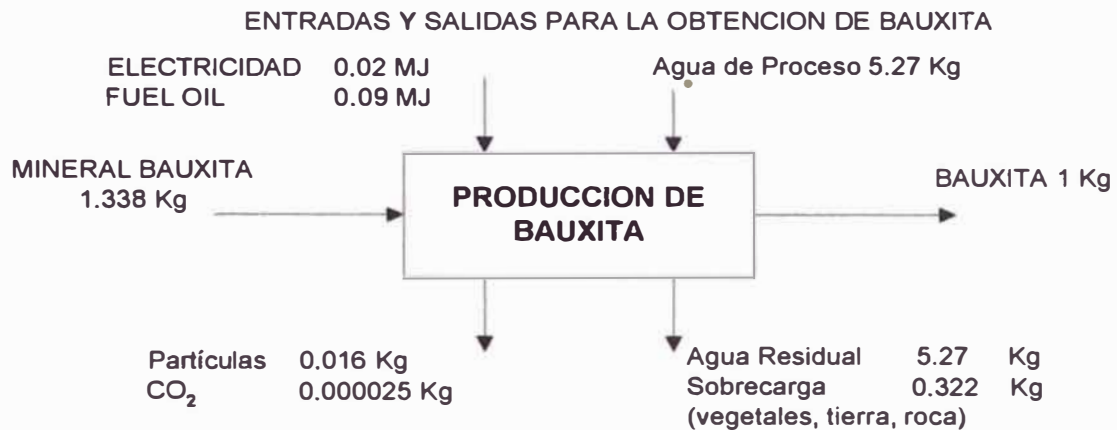 ENTRADAS Y SALIDAS PARA LA OBTENCION DE BAUXITA
ELECTRICIDAD 0.02 MJ
FUEL OIL 0.09 MJ
Agua de Proceso 5.27 Kg
MINERAL BAUXITA
1.338 Kg
PRODUCCION DE
BAUXITA
BAUXITA 1 Kg
Partículas 0.016 Kg
CO₂ 0.000025 Kg
Agua Residual 5.27 Kg
Sobrecarga 0.322 Kg
(vegetales, tierra, roca)